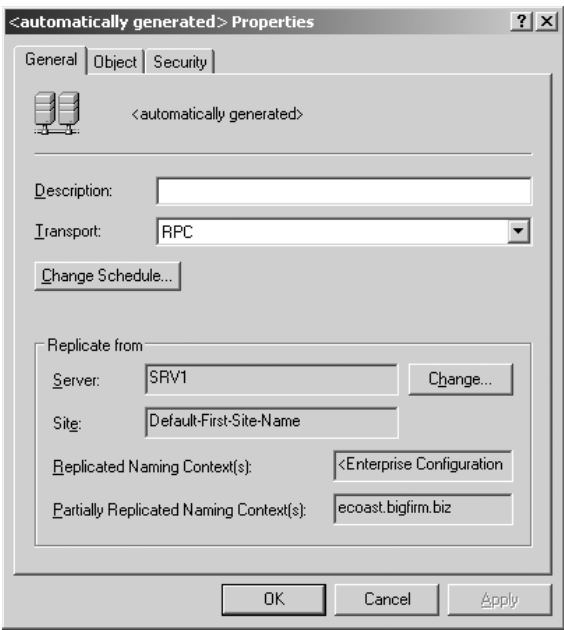 <automatically generated> Properties
General Object Security
<automatically generated>
Description:
Transport: RPC
Change Schedule...
Replicate from
Server: SRV1 Change...
Site: Default-First-Site-Name
Replicated Naming Context(s): <Enterprise Configuration
Partially Replicated Naming Context(s): ecoast.bigfirm.biz
OK Cancel Apply